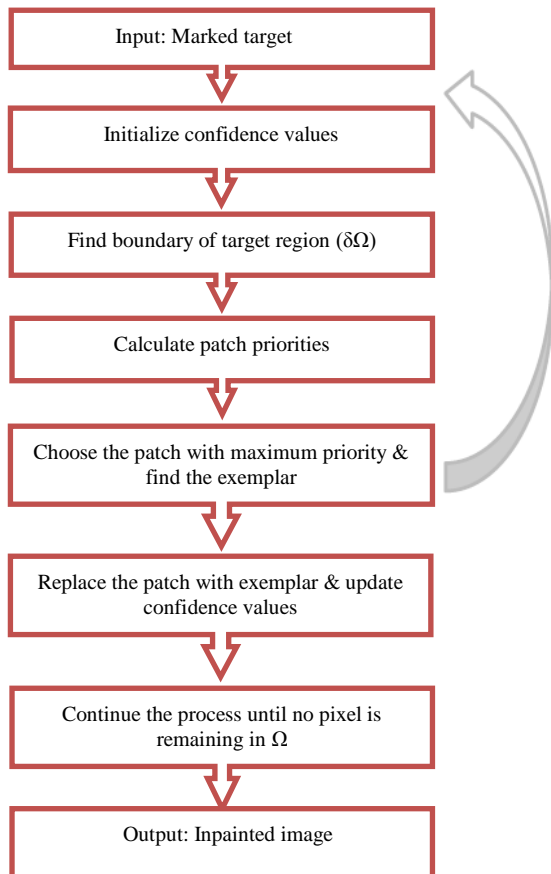 Input: Marked target
Initialize confidence values
Find boundary of target region (δΩ)
Calculate patch priorities
Choose the patch with maximum priority &
find the exemplar
Replace the patch with exemplar & update
confidence values
Continue the process until no pixel is
remaining in Ω
Output: Inpainted image